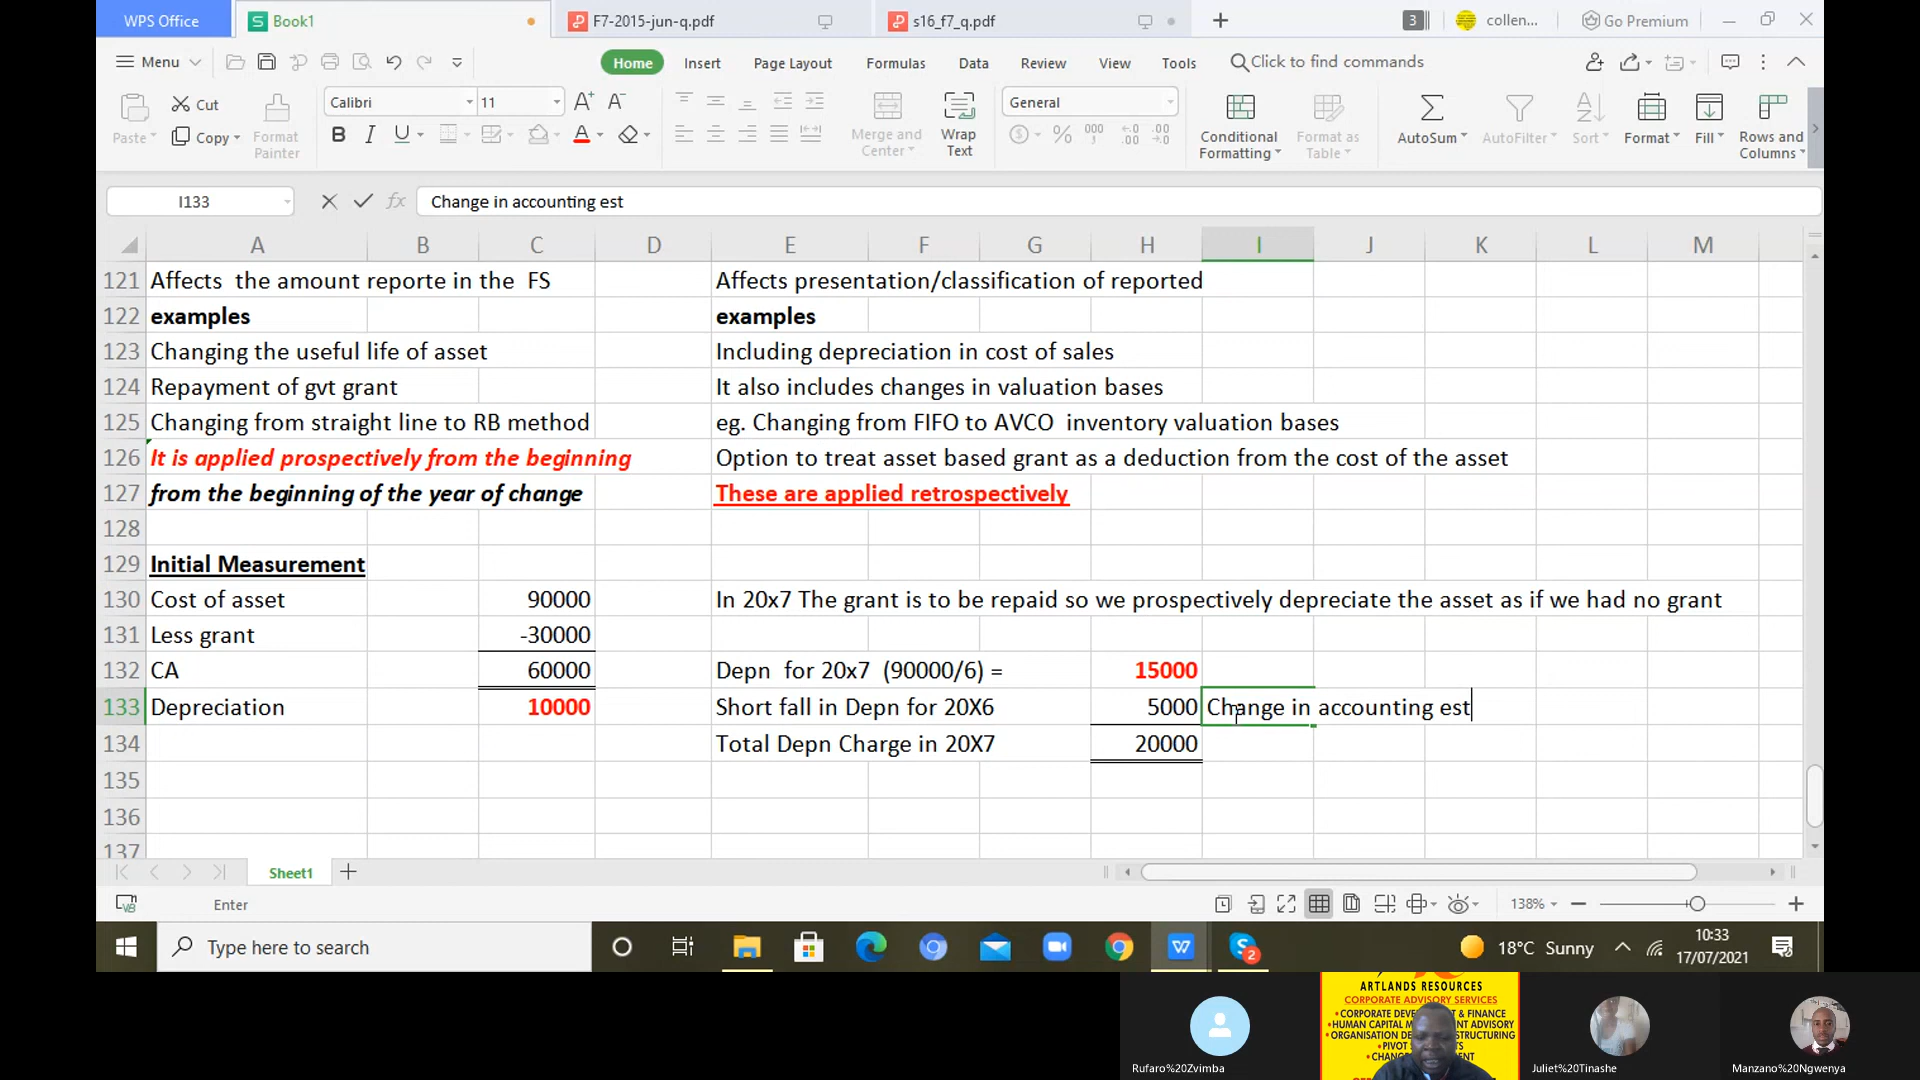 WPS Office
Book1
F7-2015-jun-q.pdf
s16_f7_q.pdf
3
collen...
Go Premium
Menu
Home
Insert
Page Layout
Formulas
Data
Review
View
Tools
Click to find commands
Paste
Cut
Copy
Format Painter
Calibri
11
Merge and Center
Wrap Text
General
Conditional Formatting
Format as Table
AutoSum
AutoFilter
Sort
Format
Fill
Rows and Columns
I133
Change in accounting est
A B C D E F G H I J K L M
121 Affects  the amount reporte in the  FS Affects presentation/classification of reported
122 examples examples
123 Changing the useful life of asset Including depreciation in cost of sales
124 Repayment of gvt grant It also includes changes in valuation bases
125 Changing from straight line to RB method eg. Changing from FIFO to AVCO  inventory valuation bases
126 It is applied prospectively from the beginning Option to treat asset based grant as a deduction from the cost of the asset
127 from the beginning of the year of change These are applied retrospectively
128
129 Initial Measurement
130 Cost of asset 90000 In 20x7 The grant is to be repaid so we prospectively depreciate the asset as if we had no grant
131 Less grant -30000
132 CA 60000 Depn  for 20x7  (90000/6) = 15000
133 Depreciation 10000 Short fall in Depn for 20X6 5000 Change in accounting est
134 Total Depn Charge in 20X7 20000
135
136
137
Sheet1
Enter
138%
Type here to search
2
18°C Sunny
10:33
17/07/2021
ARTLANDS RESOURCES
CORPORATE ADVISORY SERVICES
Rufaro%20Zvimba
Juliet%20Tinashe
Manzano%20Ngwenya